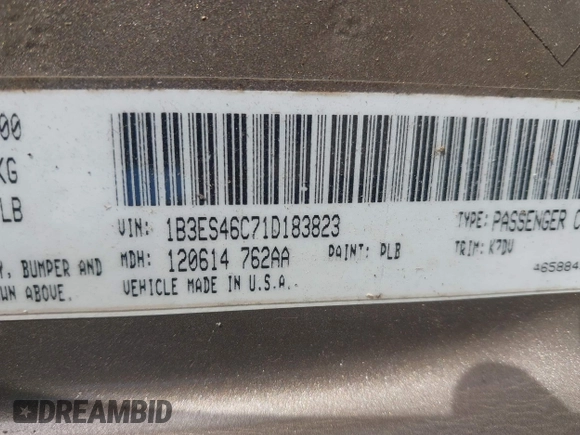 00
KG
LB
VIN: 1B3ES46C71D183823
TYPE: PASSENGER C
MDH: 120614 762AA
PAINT: PLB
TRIM: K7DV
Y, BUMPER AND
WN ABOVE.
VEHICLE MADE IN U.S.A.
465884
DREAMBID